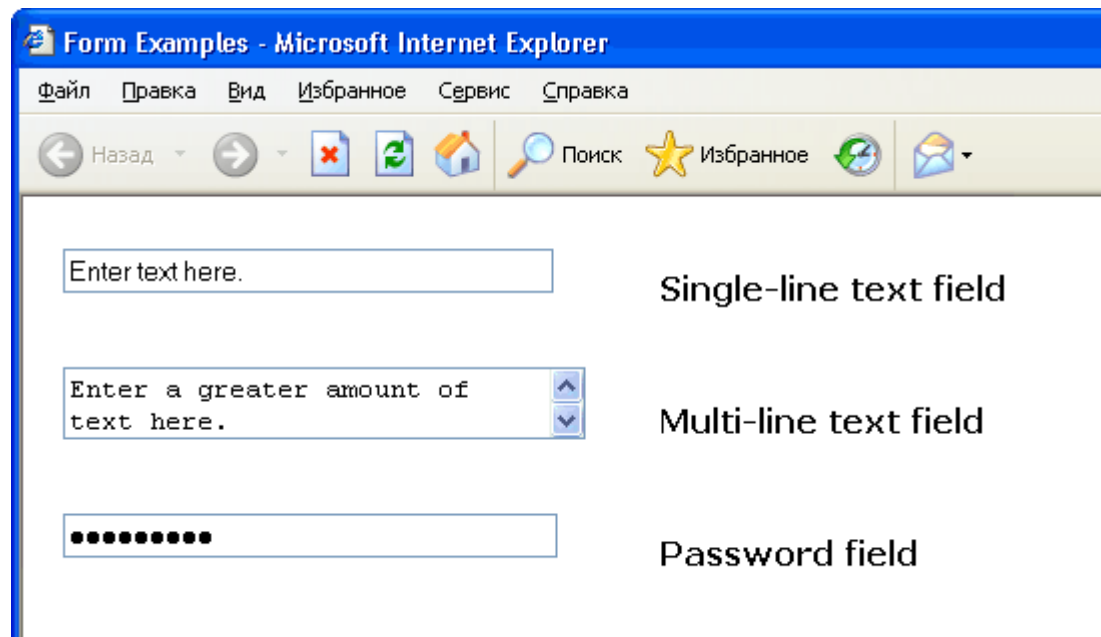 Form Examples - Microsoft Internet Explorer
Файл Правка Вид Избранное Сервис Справка
Назад Поиск Избранное
Enter text here.
Single-line text field
Enter a greater amount of
text here.
Multi-line text field
●●●●●●●●●
Password field